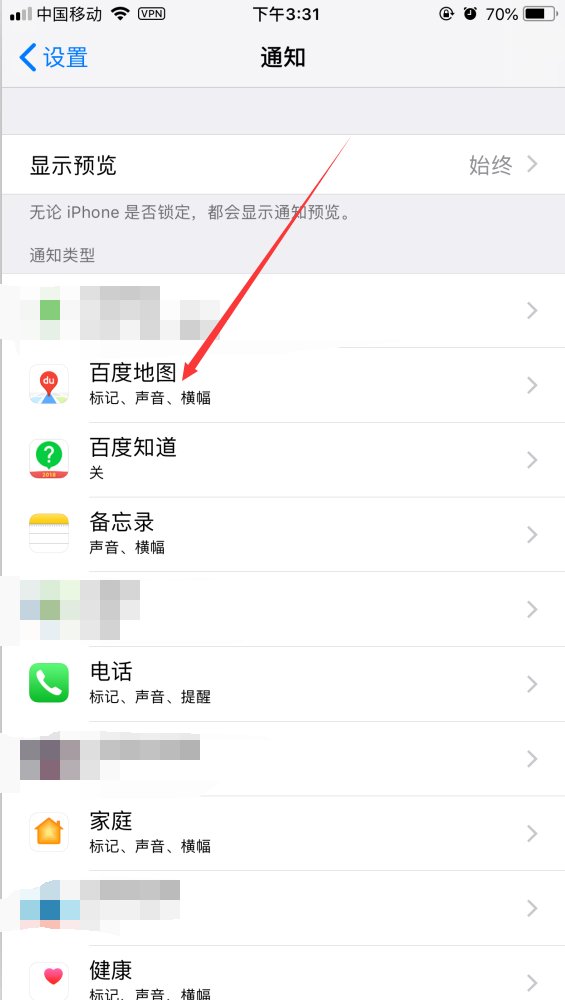 中国移动 VPN 下午3:31 70%
设置 通知
显示预览 始终
无论 iPhone 是否锁定，都会显示通知预览。
通知类型
du
百度地图
标记、声音、横幅
百度知道
2018
关
备忘录
声音、横幅
电话
标记、声音、提醒
家庭
标记、声音、横幅
健康
标记、声音、横幅